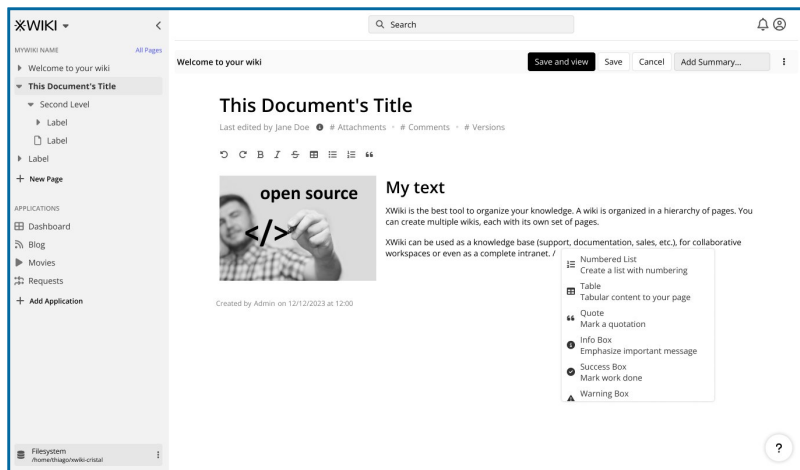 XWIKI
Search
MYWIKI NAME All Pages
Welcome to your wiki
This Document's Title
Second Level
Label
Label
Label
New Page
APPLICATIONS
Dashboard
Blog
Movies
Requests
Add Application
Filesystem
/home/thiago/xwiki-cristal
Welcome to your wiki
Save and view Save Cancel Add Summary...
This Document's Title
Last edited by Jane Doe # Attachments • # Comments • # Versions
B I S
open source
</>
My text
XWiki is the best tool to organize your knowledge. A wiki is organized in a hierarchy of pages. You
can create multiple wikis, each with its own set of pages.
XWiki can be used as a knowledge base (support, documentation, sales, etc.), for collaborative
workspaces or even as a complete intranet. /
Numbered List
Create a list with numbering
Table
Tabular content to your page
Quote
Mark a quotation
Info Box
Emphasize important message
Success Box
Mark work done
Warning Box
Created by Admin on 12/12/2023 at 12:00
?